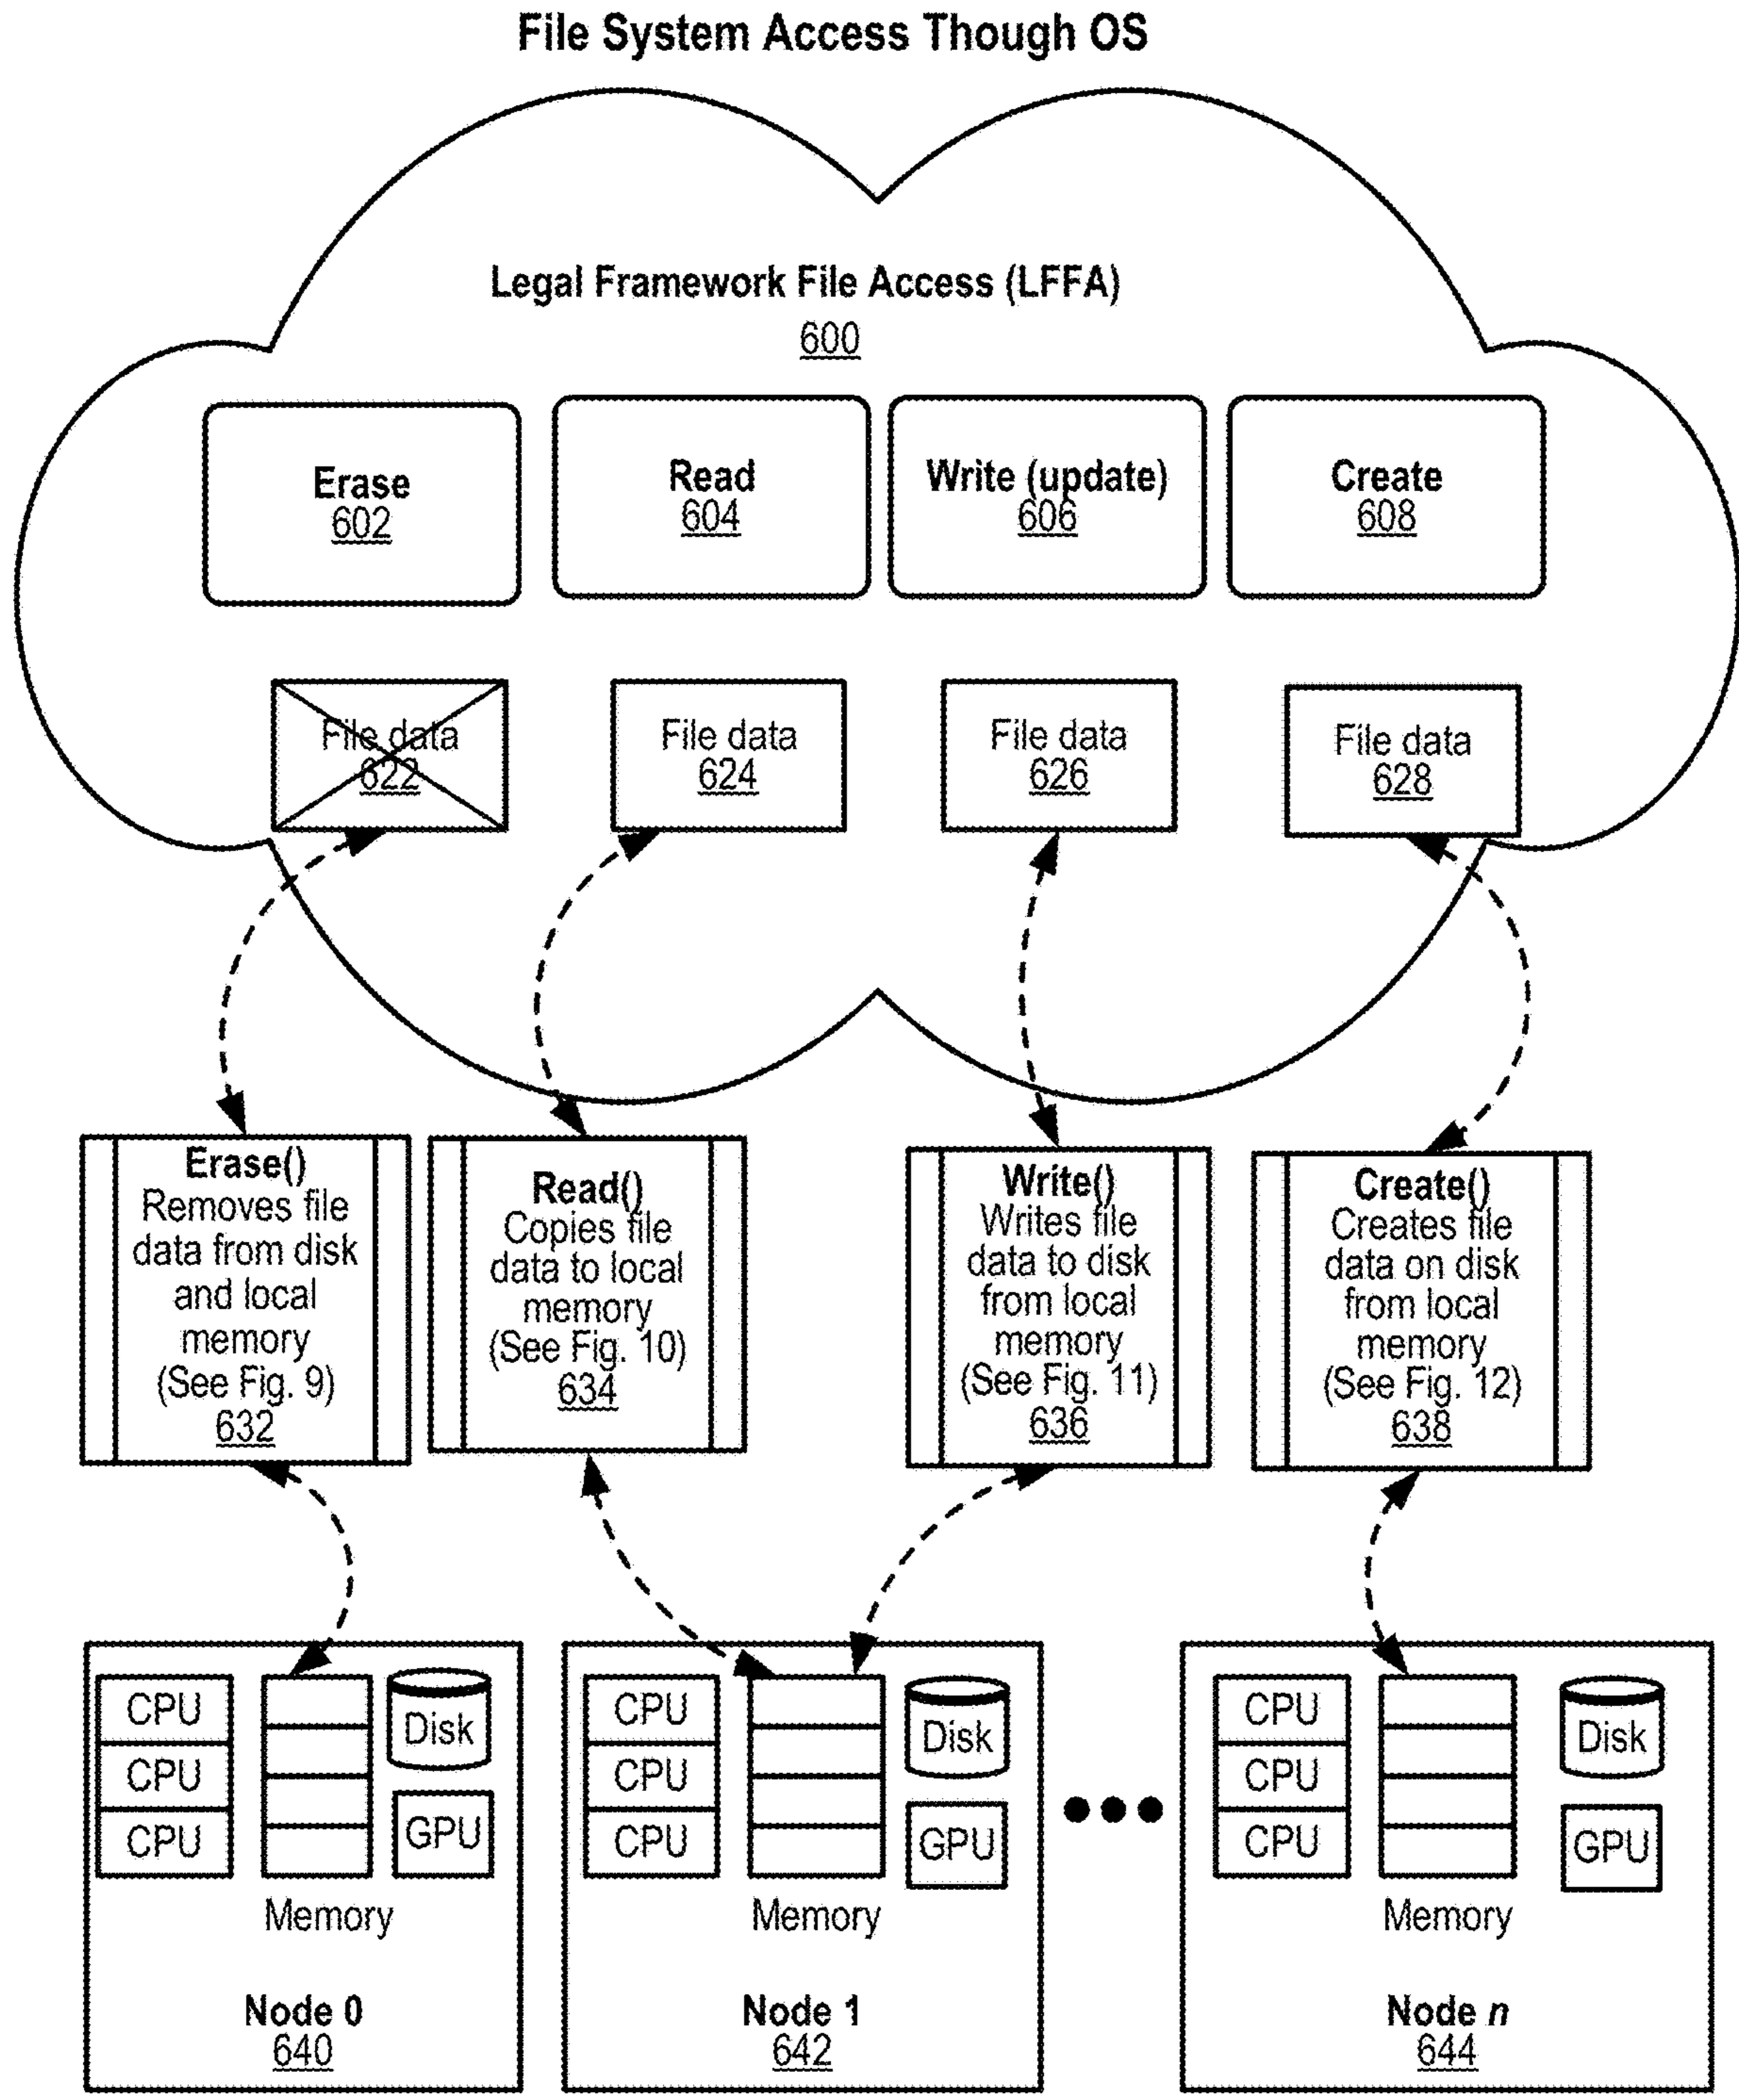 File System Access Though OS
Legal Framework File Access (LFFA)
600
Erase
602
Read
604
Write (update)
606
Create
608
File data
622
File data
624
File data
626
File data
628
Erase()
Removes file
data from disk
and local
memory
(See Fig. 9)
632
Read()
Copies file
data to local
memory
(See Fig. 10)
634
Write()
Writes file
data to disk
from local
memory
(See Fig. 11)
636
Create()
Creates file
data on disk
from local
memory
(See Fig. 12)
638
CPU
CPU
CPU
Disk
GPU
Memory
Node 0
640
CPU
CPU
CPU
Disk
GPU
Memory
Node 1
642
CPU
CPU
CPU
Disk
GPU
Memory
Node n
644